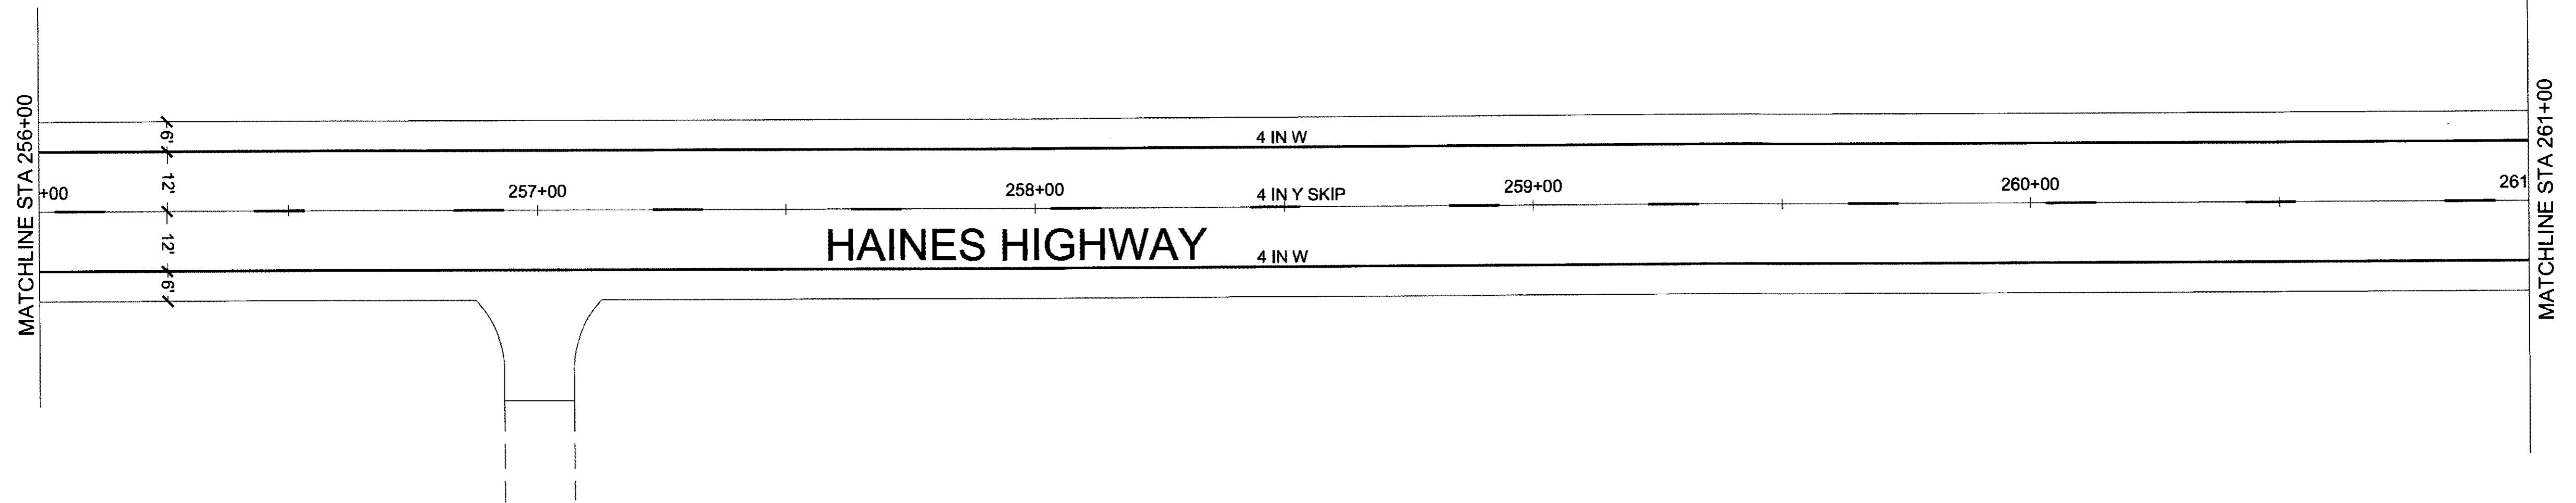 MATCHLINE STA 256+00
6'
4 IN W
12'
+00
257+00
258+00
4 IN Y SKIP
259+00
260+00
261
12'
HAINES HIGHWAY
4 IN W
6'
MATCHLINE STA 261+00